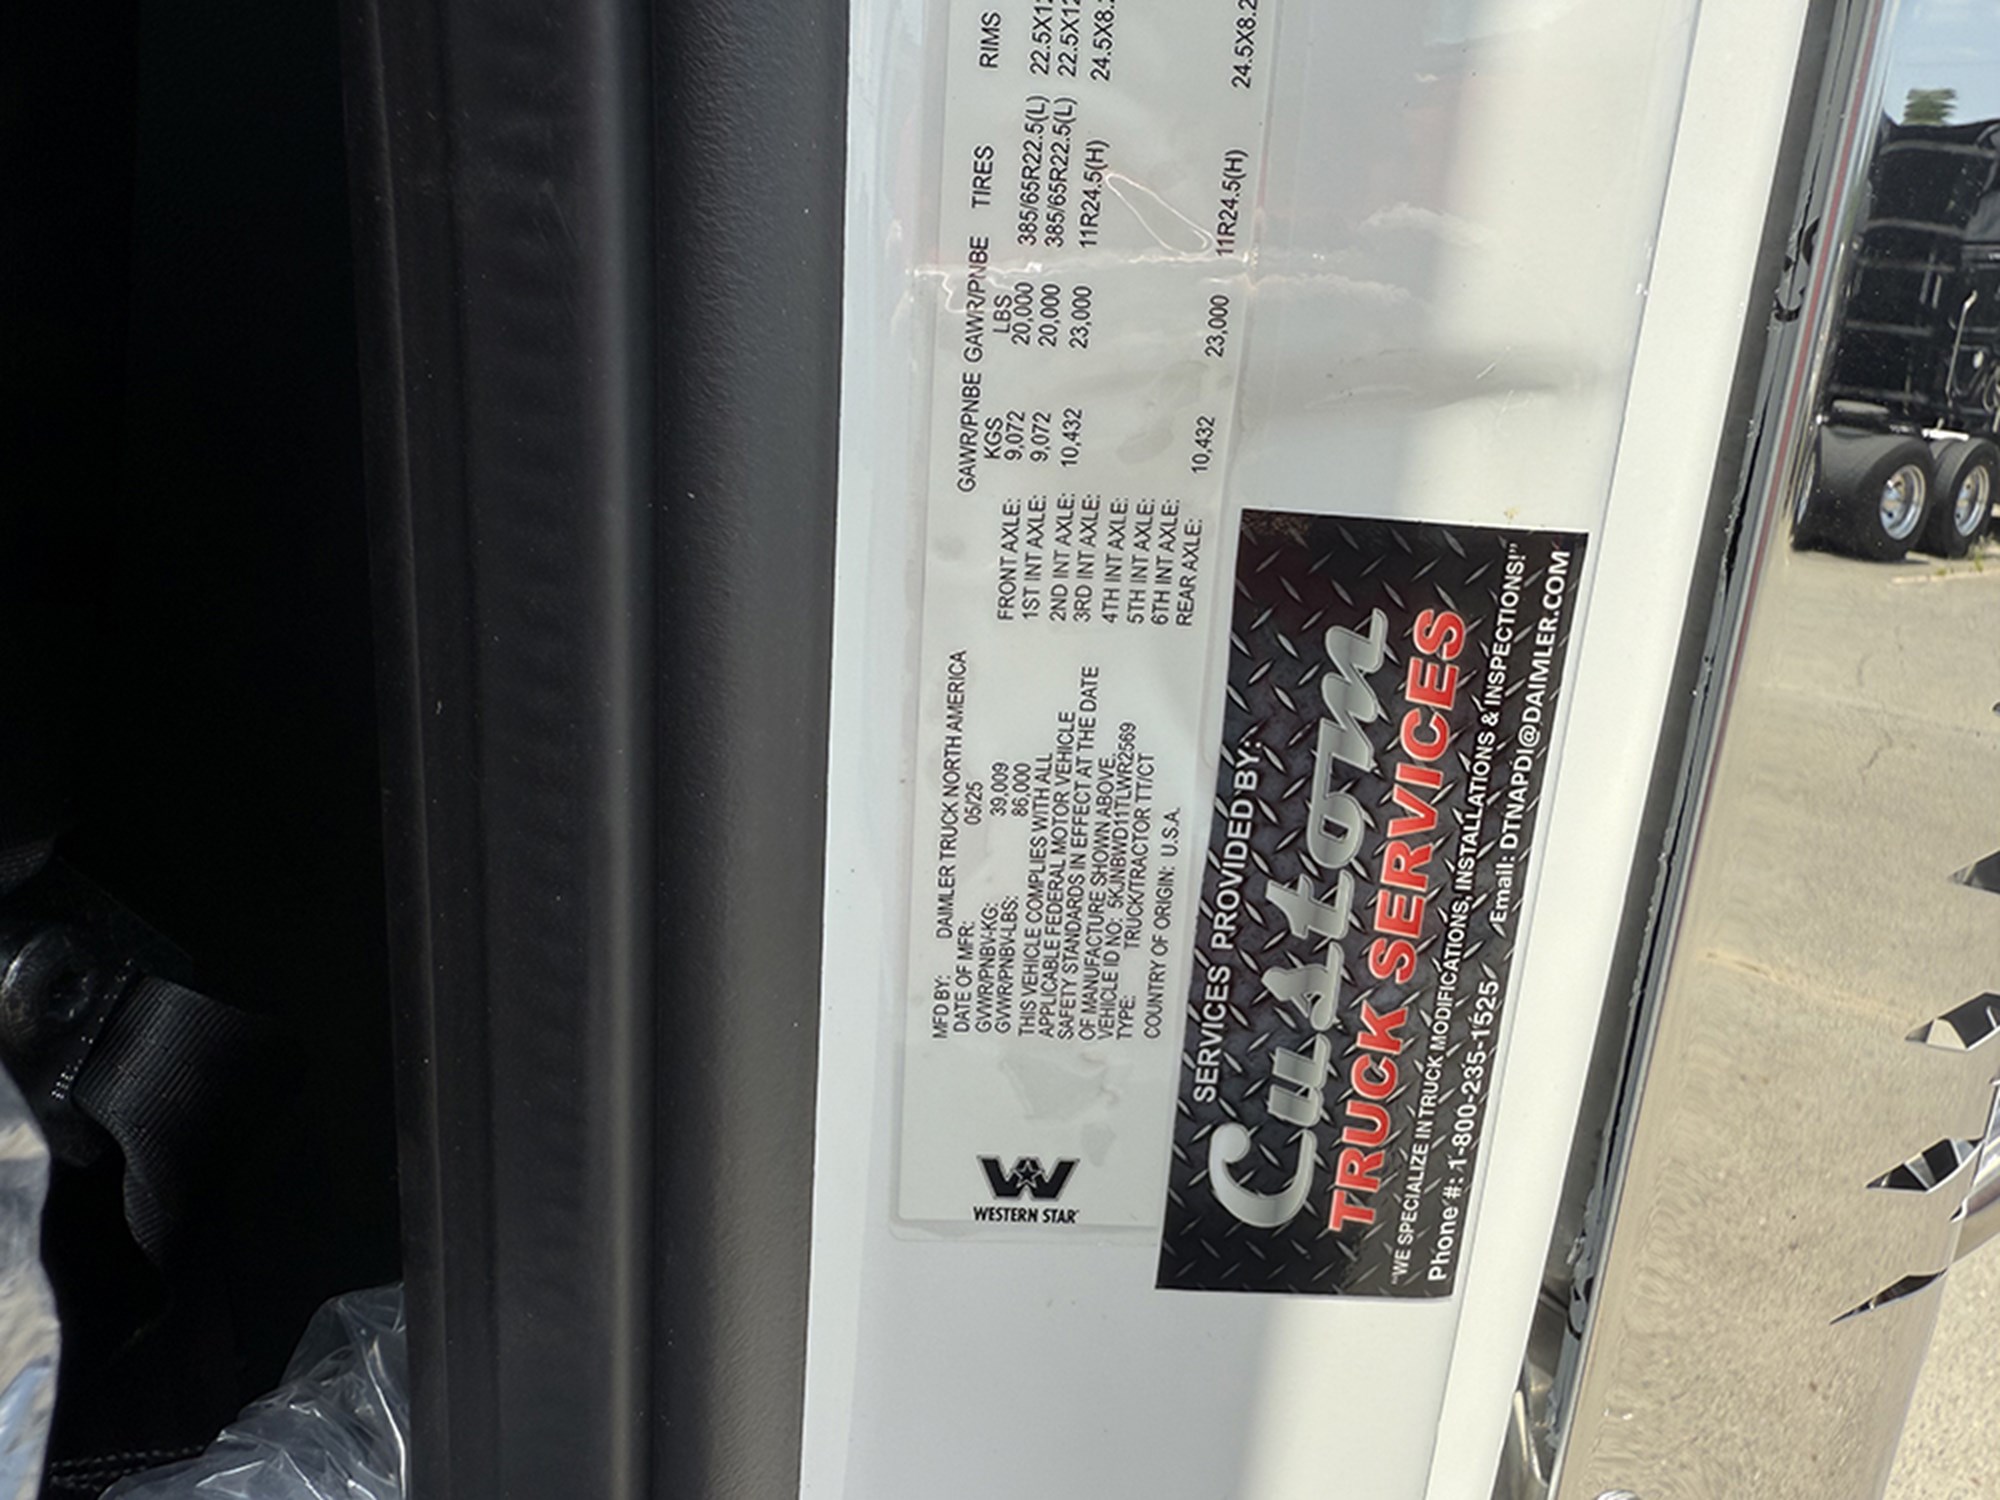 WESTERN STAR
MFD BY: DAIMLER TRUCK NORTH AMERICA
DATE OF MFR: 05/25
GVWR/PNBV-KG: 39,009
GVWR/PNBV-LBS: 86,000
THIS VEHICLE COMPLIES WITH ALL
APPLICABLE FEDERAL MOTOR VEHICLE
SAFETY STANDARDS IN EFFECT AT THE DATE
OF MANUFACTURE SHOWN ABOVE.
VEHICLE ID NO: 5KJNBWD11TLWR2569
TYPE: TRUCK/TRACTOR TT/CT
COUNTRY OF ORIGIN: U.S.A.
GAWR/PNBE GAWR/PNBE TIRES RIMS
KGS LBS
FRONT AXLE: 9,072 20,000 385/65R22.5(L) 22.5X12
1ST INT AXLE: 9,072 20,000 385/65R22.5(L) 22.5X12
2ND INT AXLE: 10,432 23,000 11R24.5(H) 24.5X8.2
3RD INT AXLE:
4TH INT AXLE:
5TH INT AXLE:
6TH INT AXLE:
REAR AXLE: 10,432 23,000 11R24.5(H) 24.5X8.2
SERVICES PROVIDED BY:
Custom
TRUCK SERVICES
"WE SPECIALIZE IN TRUCK MODIFICATIONS, INSTALLATIONS & INSPECTIONS!"
Phone #: 1-800-235-1525 Email: DTNAPDI@DAIMLER.COM